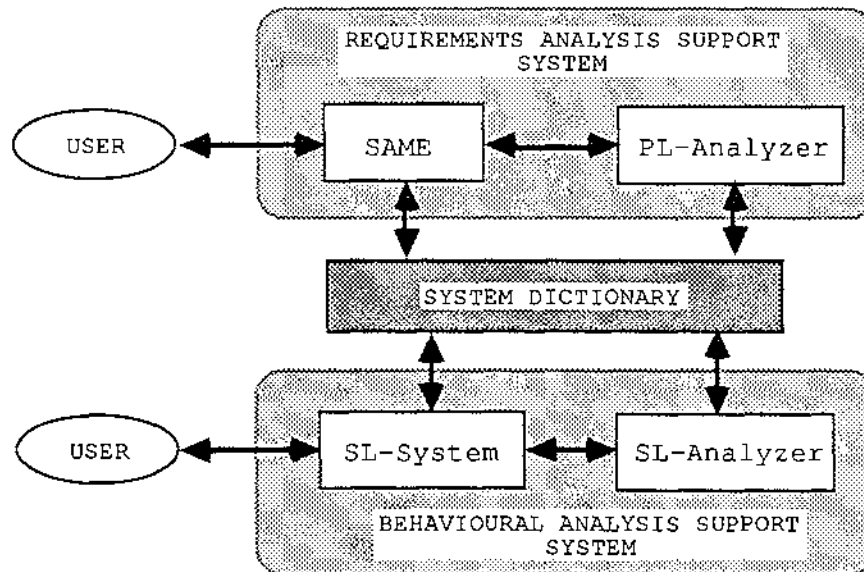 REQUIREMENTS ANALYSIS SUPPORT
SYSTEM
USER
SAME
PL-Analyzer
SYSTEM DICTIONARY
USER
SL-System
SL-Analyzer
BEHAVIOURAL ANALYSIS SUPPORT
SYSTEM